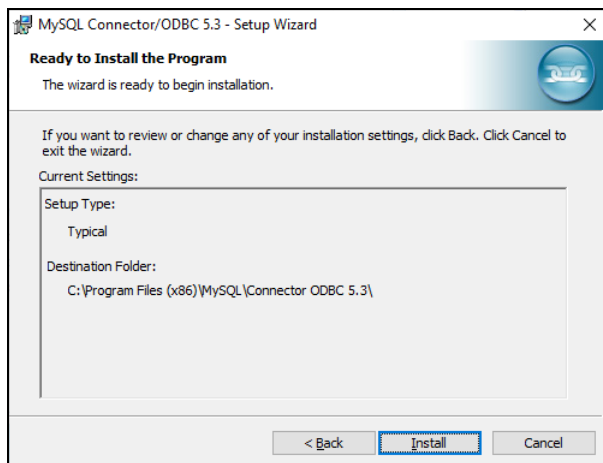 MySQL Connector/ODBC 5.3 - Setup Wizard
Ready to Install the Program
The wizard is ready to begin installation.
If you want to review or change any of your installation settings, click Back. Click Cancel to
exit the wizard.
Current Settings:
Setup Type:
Typical
Destination Folder:
C:\Program Files (x86)\MySQL\Connector ODBC 5.3\
< Back
Install
Cancel